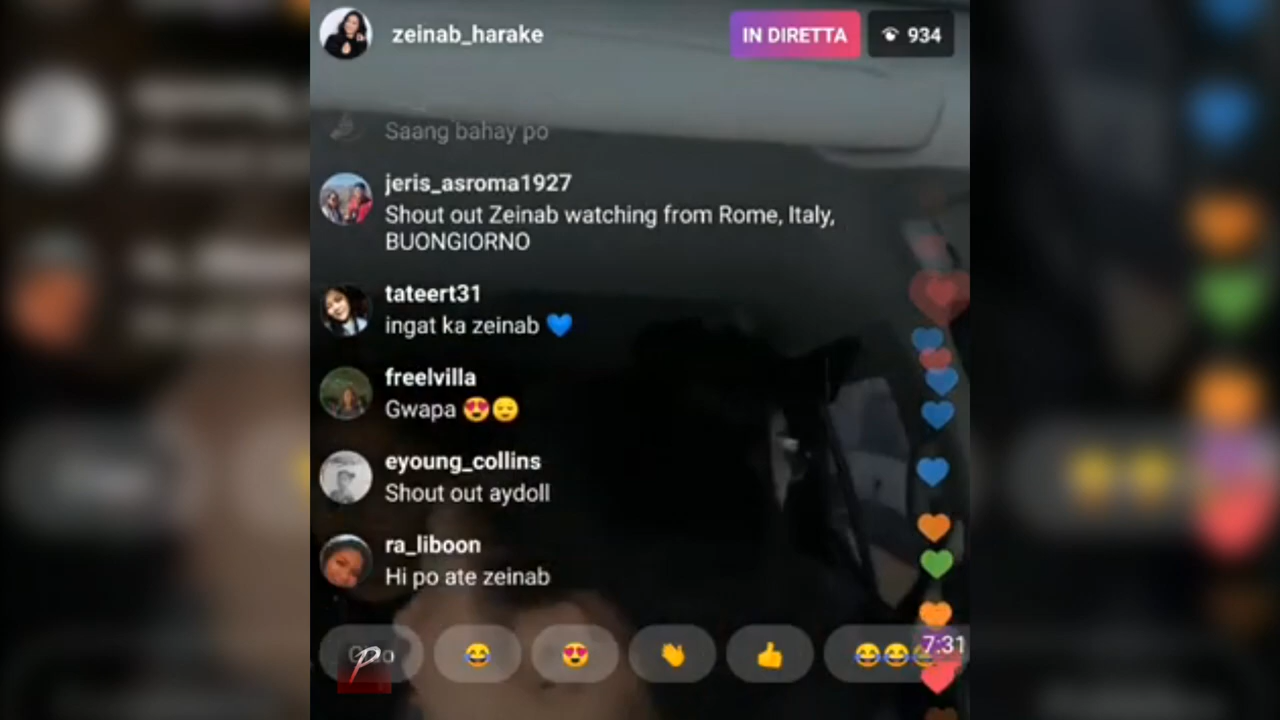 zeinab_harake
IN DIRETTA
934
Saang bahay po
jeris_asroma1927
Shout out Zeinab watching from Rome, Italy,
BUONGIORNO
tateert31
ingat ka zeinab 💙
freelvilla
Gwapa 😍😌
eyoung_collins
Shout out aydoll
ra_liboon
Hi po ate zeinab
😂 😍 👏 👍 😂😂😂
7:31